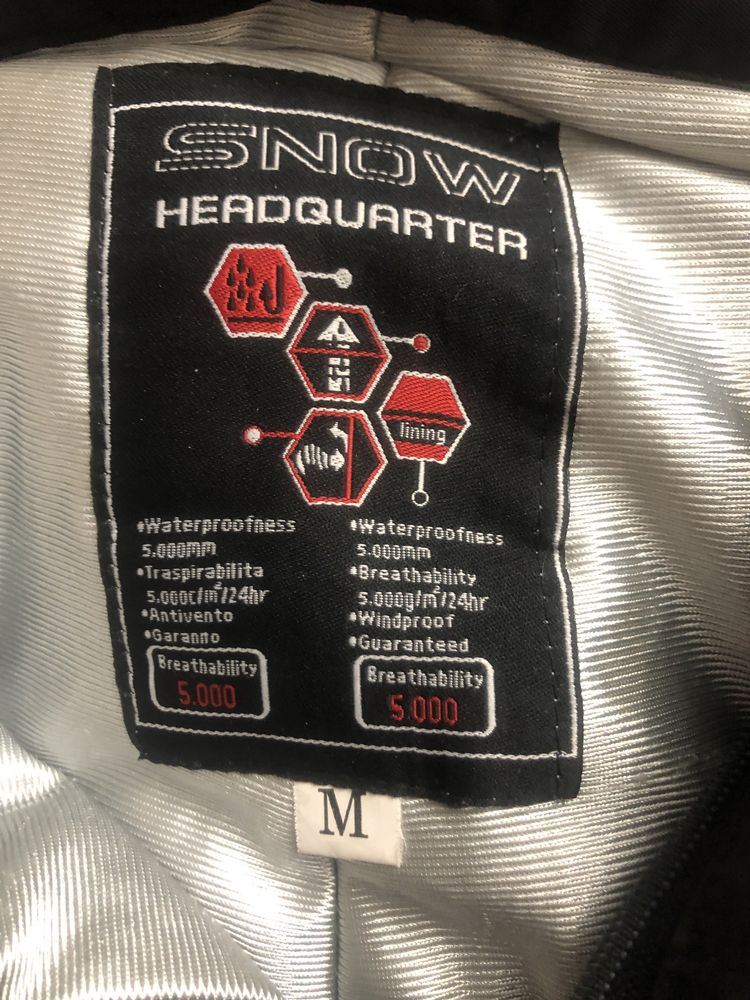 SNOW
HEADQUARTER
lining
•Waterproofness
5.000mm
•Traspirabilita
5.000c/m²/24hr
•Antivento
•Garanno
Breathability
5.000
•Waterproofness
5.000mm
•Breathability
5.000g/m²/24hr
•Windproof
•Guaranteed
Breathability
5.000
M